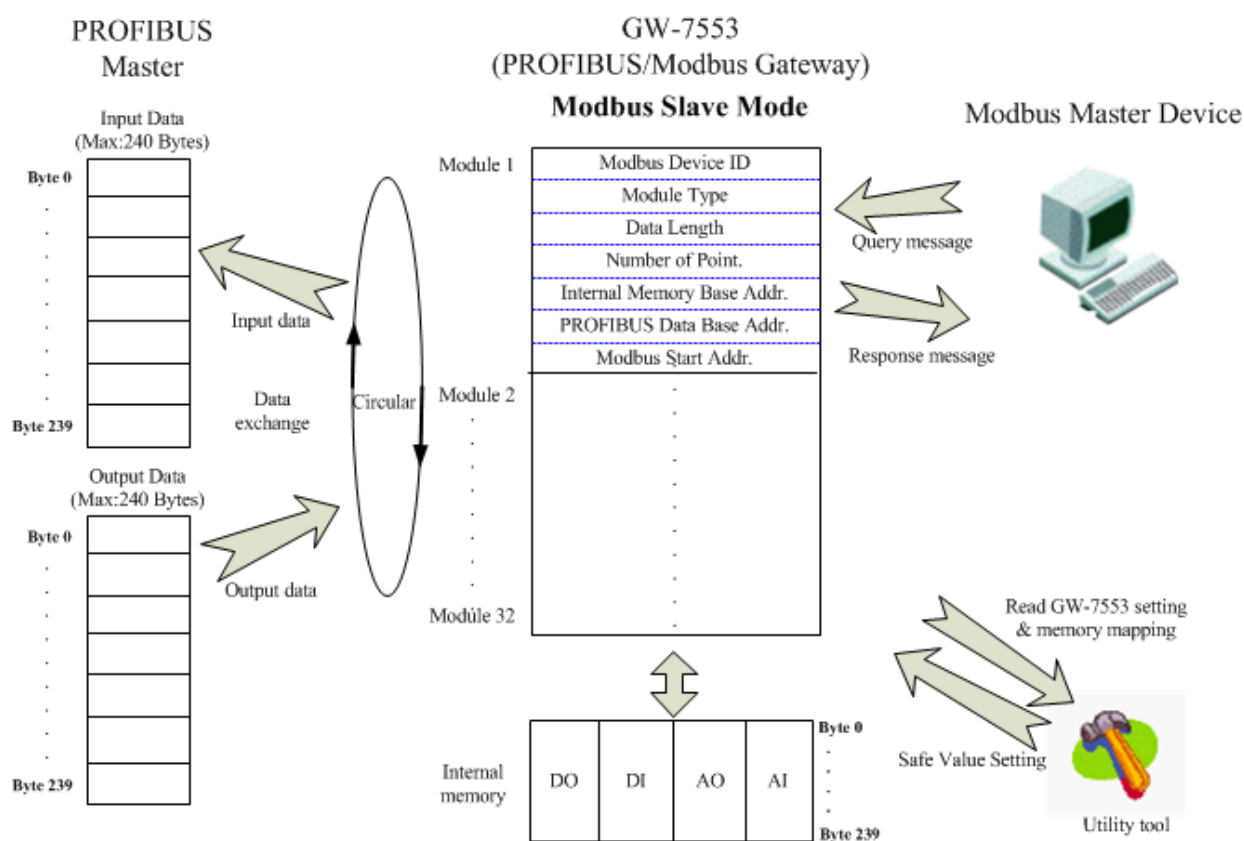 PROFIBUS
Master
GW-7553
(PROFIBUS/Modbus Gateway)
Modbus Slave Mode
Modbus Master Device
Input Data
(Max:240 Bytes)
Byte 0
Byte 239
Input data
Data
exchange
Circular
Output Data
(Max:240 Bytes)
Byte 0
Byte 239
Output data
Module 1
Modbus Device ID
Module Type
Data Length
Number of Point.
Internal Memory Base Addr.
PROFIBUS Data Base Addr.
Modbus Start Addr.
Module 2
Module 32
Query message
Response message
Read GW-7553 setting
& memory mapping
Safe Value Setting
Utility tool
Internal
memory
DO
DI
AO
AI
Byte 0
Byte 239